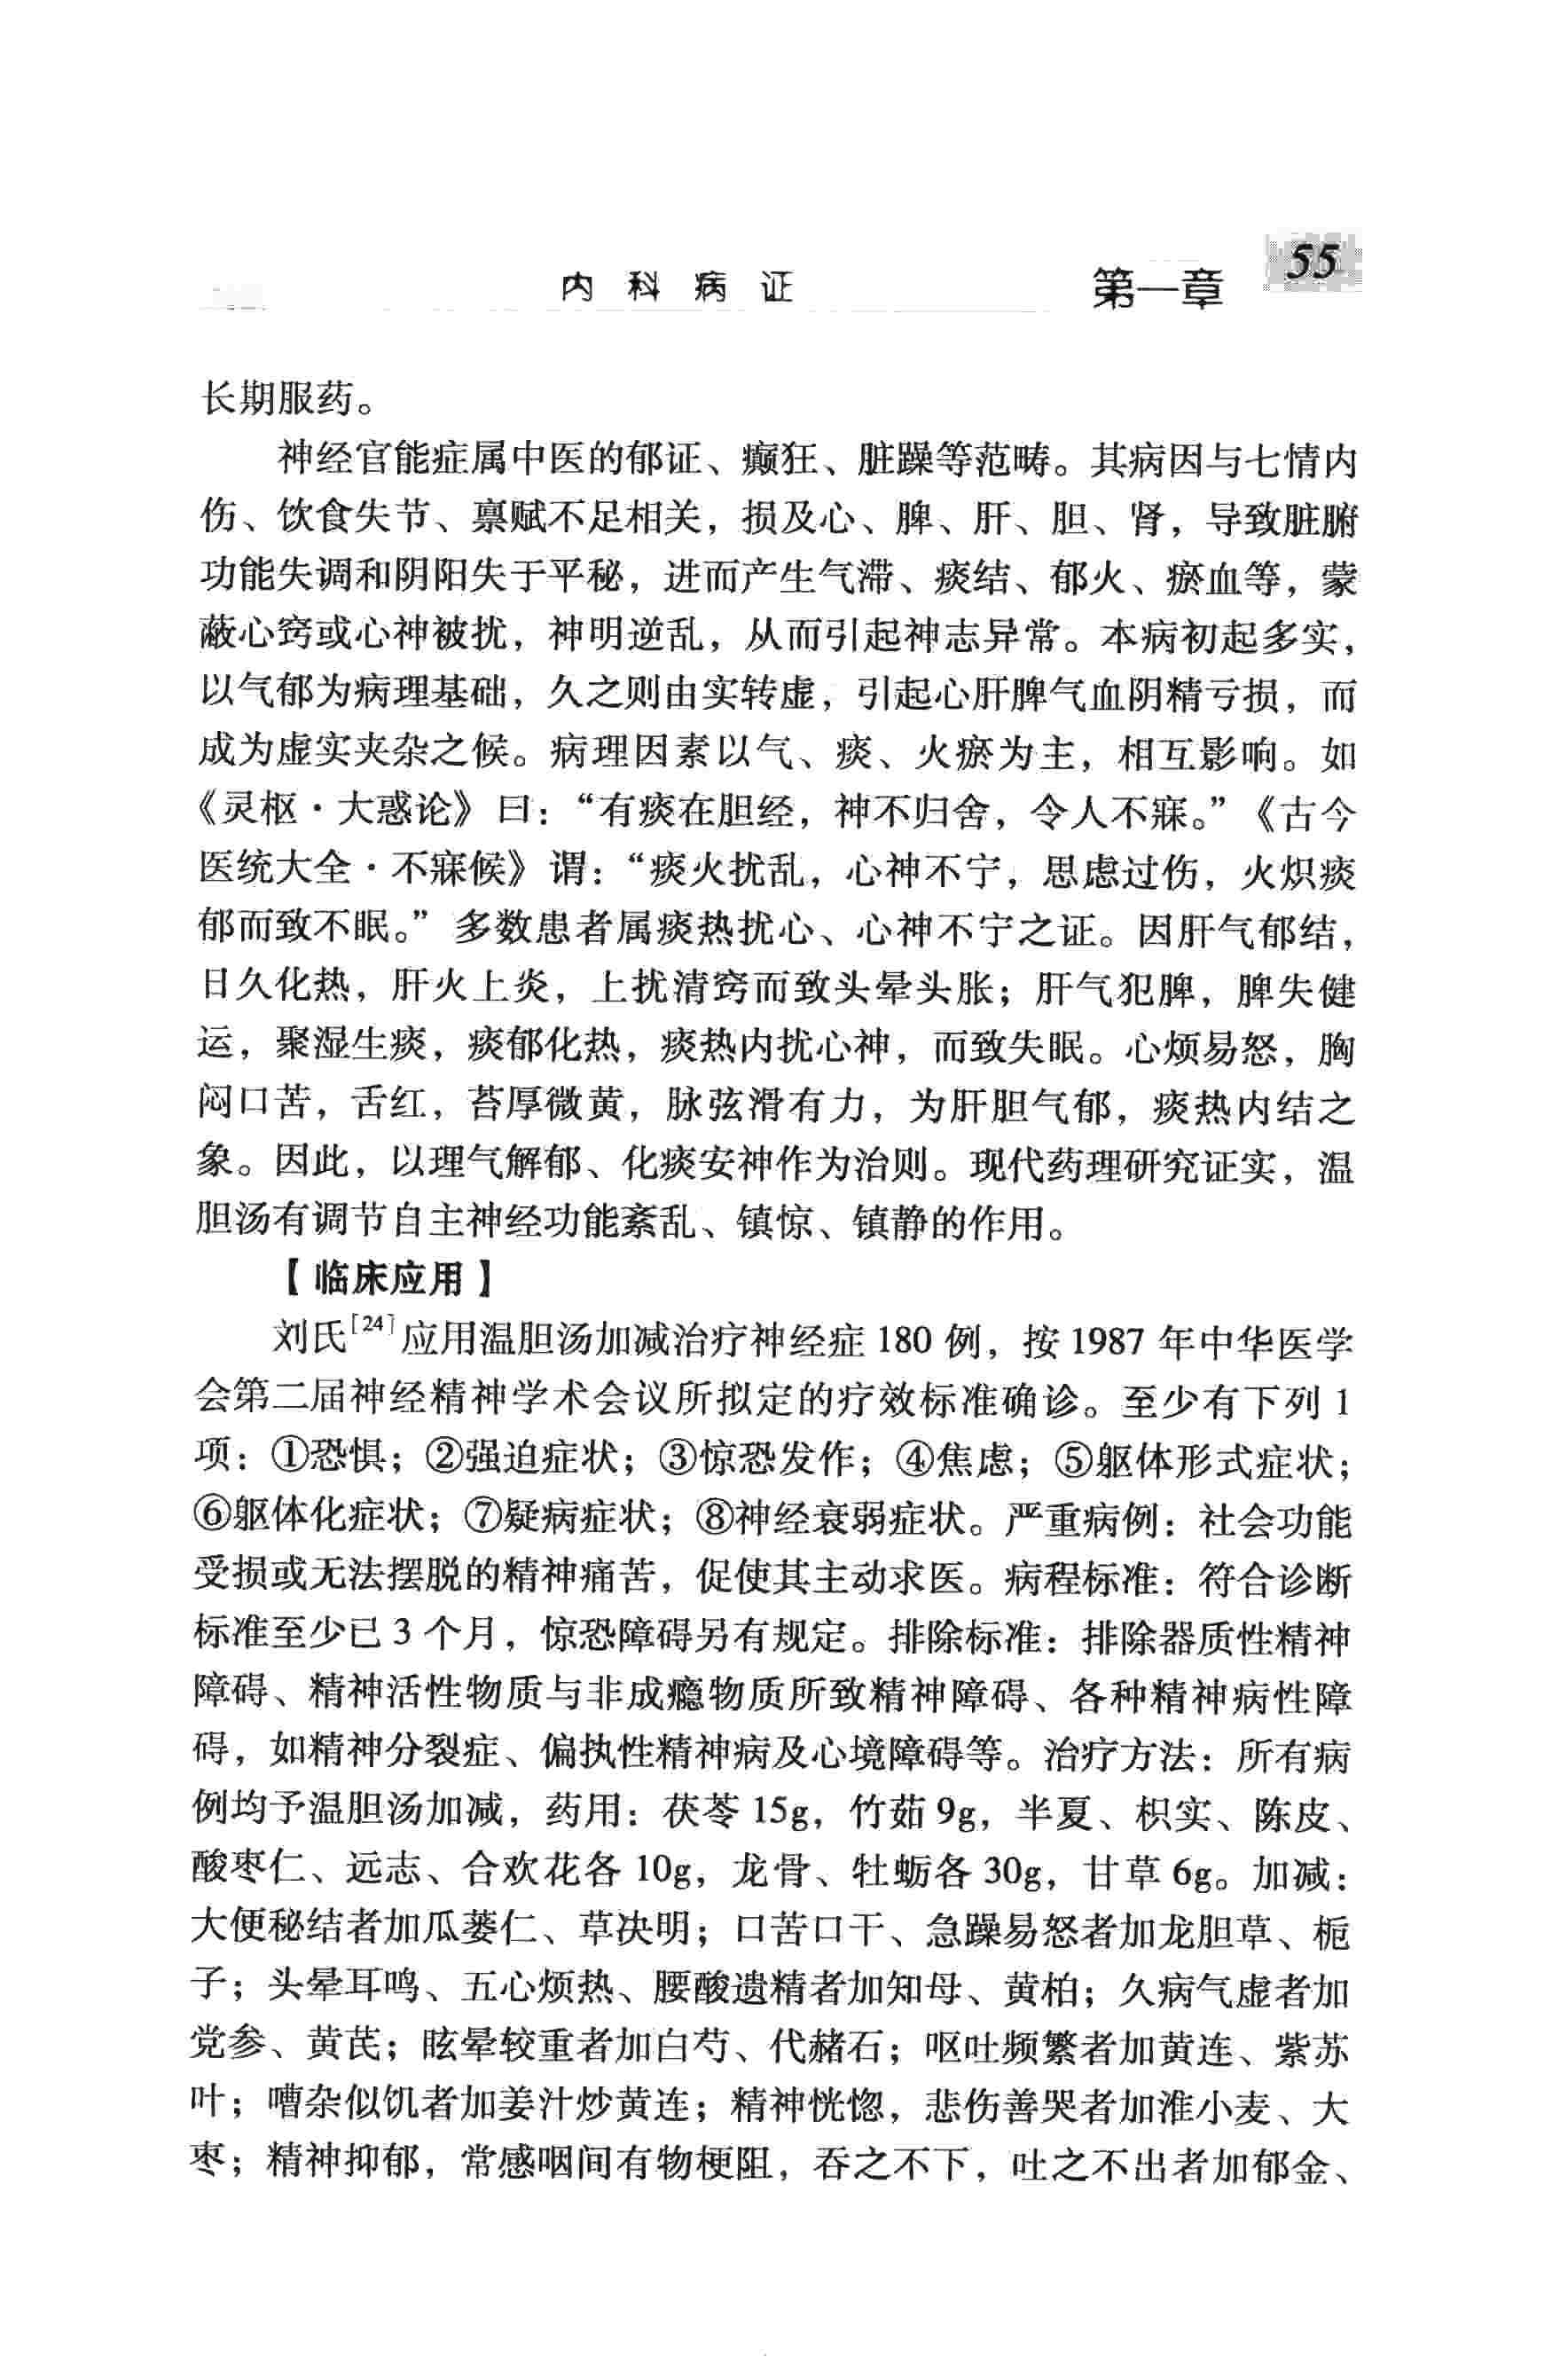 内科病证 第一章 55
长期服药。
神经官能症属中医的郁证、癫狂、脏躁等范畴。其病因与七情内
伤、饮食失节、禀赋不足相关，损及心、脾、肝、胆、肾，导致脏腑
功能失调和阴阳失于平秘，进而产生气滞、痰结、郁火、瘀血等，蒙
蔽心窍或心神被扰，神明逆乱，从而引起神志异常。本病初起多实，
以气郁为病理基础，久之则由实转虚，引起心肝脾气血阴精亏损，而
成为虚实夹杂之候。病理因素以气、痰、火瘀为主，相互影响。如
《灵枢·大惑论》曰：“有痰在胆经，神不归舍，令人不寐。”《古今
医统大全·不寐候》谓：“痰火扰乱，心神不宁，思虑过伤，火炽痰
郁而致不眠。”多数患者属痰热扰心、心神不宁之证。因肝气郁结，
日久化热，肝火上炎，上扰清窍而致头晕头胀；肝气犯脾，脾失健
运，聚湿生痰，痰郁化热，痰热内扰心神，而致失眠。心烦易怒，胸
闷口苦，舌红，苔厚微黄，脉弦滑有力，为肝胆气郁，痰热内结之
象。因此，以理气解郁、化痰安神作为治则。现代药理研究证实，温
胆汤有调节自主神经功能紊乱、镇惊、镇静的作用。
【临床应用】
刘氏[24]应用温胆汤加减治疗神经症 180 例，按 1987 年中华医学
会第二届神经精神学术会议所拟定的疗效标准确诊。至少有下列 1
项：①恐惧；②强迫症状；③惊恐发作；④焦虑；⑤躯体形式症状；
⑥躯体化症状；⑦疑病症状；⑧神经衰弱症状。严重病例：社会功能
受损或无法摆脱的精神痛苦，促使其主动求医。病程标准：符合诊断
标准至少已 3 个月，惊恐障碍另有规定。排除标准：排除器质性精神
障碍、精神活性物质与非成瘾物质所致精神障碍、各种精神病性障
碍，如精神分裂症、偏执性精神病及心境障碍等。治疗方法：所有病
例均予温胆汤加减，药用：茯苓 15g，竹茹 9g，半夏、枳实、陈皮、
酸枣仁、远志、合欢花各 10g，龙骨、牡蛎各 30g，甘草 6g。加减：
大便秘结者加瓜蒌仁、草决明；口苦口干、急躁易怒者加龙胆草、栀
子；头晕耳鸣、五心烦热、腰酸遗精者加知母、黄柏；久病气虚者加
党参、黄芪；眩晕较重者加白芍、代赭石；呕吐频繁者加黄连、紫苏
叶；嘈杂似饥者加姜汁炒黄连；精神恍惚，悲伤善哭者加淮小麦、大
枣；精神抑郁，常感咽间有物梗阻，吞之不下，吐之不出者加郁金、